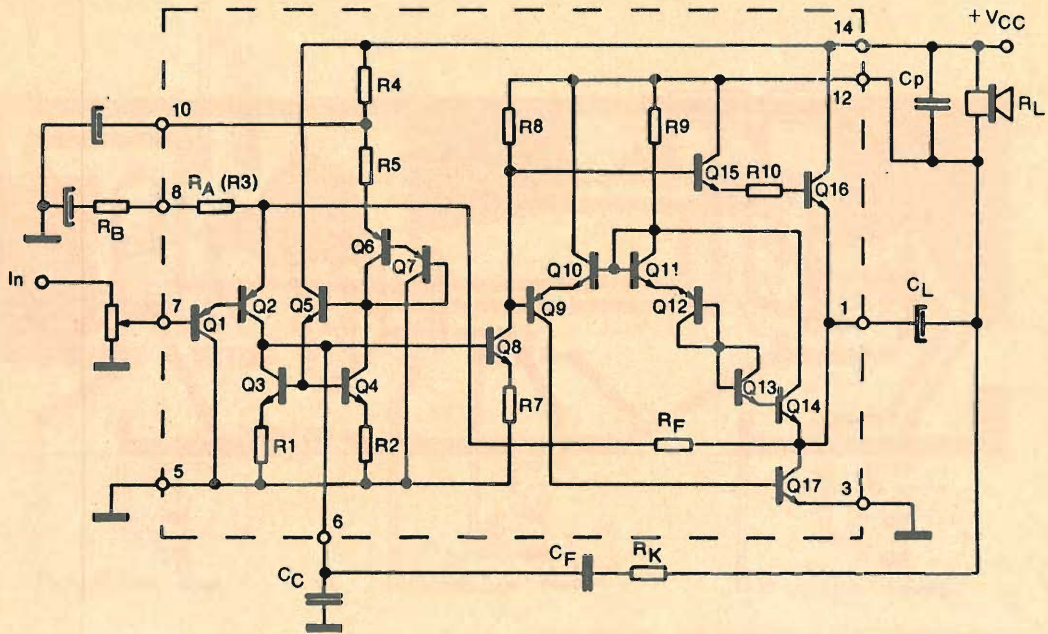 14
+ VCC
R4
Cp
RL
12
10
R8
R9
R5
Q15
R10
Q16
8
RA (R3)
RB
Q6
Q7
In
Q10
Q11
Q12
CL
7
Q1
Q2
Q5
Q9
1
Q8
Q3
Q4
Q13
Q14
R7
RF
R1
R2
5
Q17
3
6
CF
RK
CC